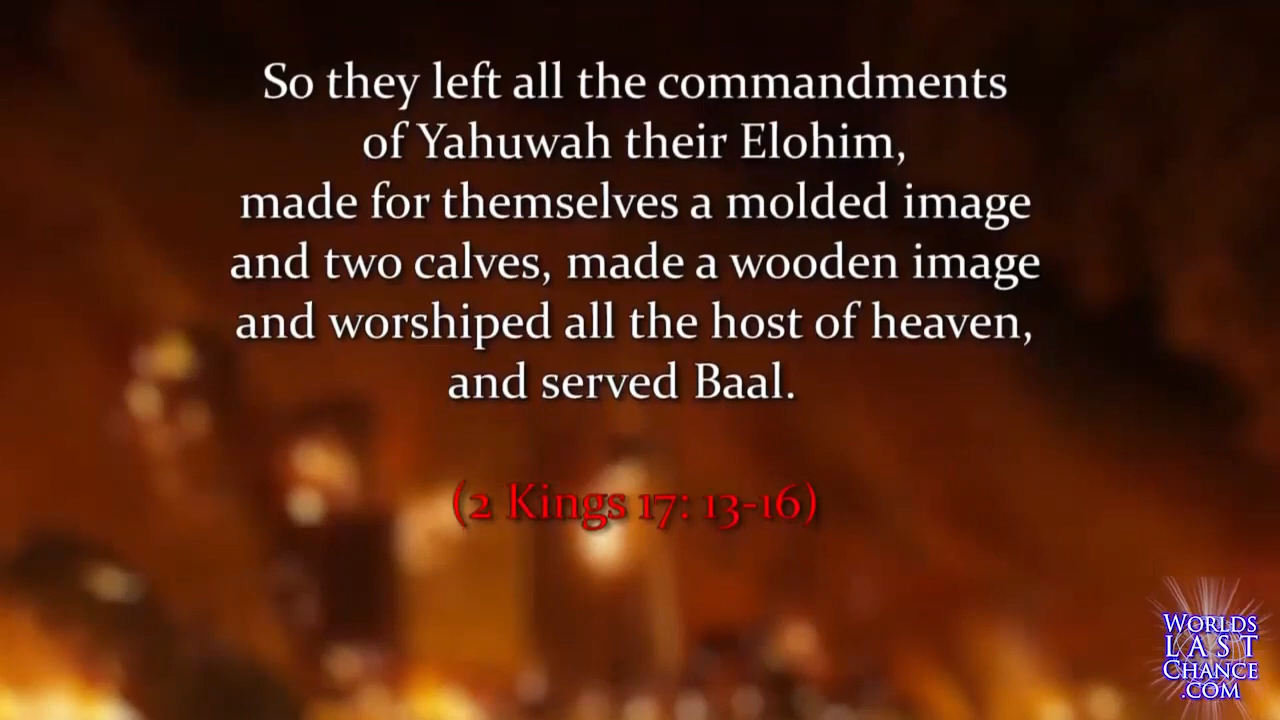 So they left all the commandments
of Yahuwah their Elohim,
made for themselves a molded image
and two calves, made a wooden image
and worshiped all the host of heaven,
and served Baal.
(2 Kings 17: 13-16)
WORLDS
LAST
CHANCE
.COM